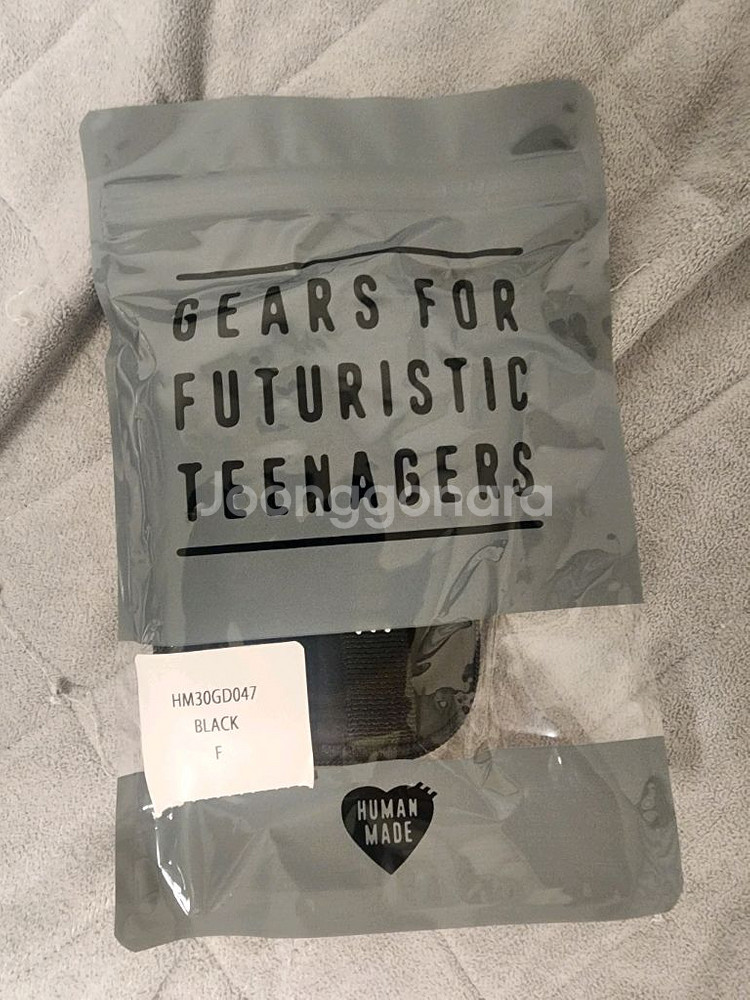 GEARS FOR
FUTURISTIC
TEENAGERS
Joonggonara
HM30GD047
BLACK
F
HUMAN
MADE